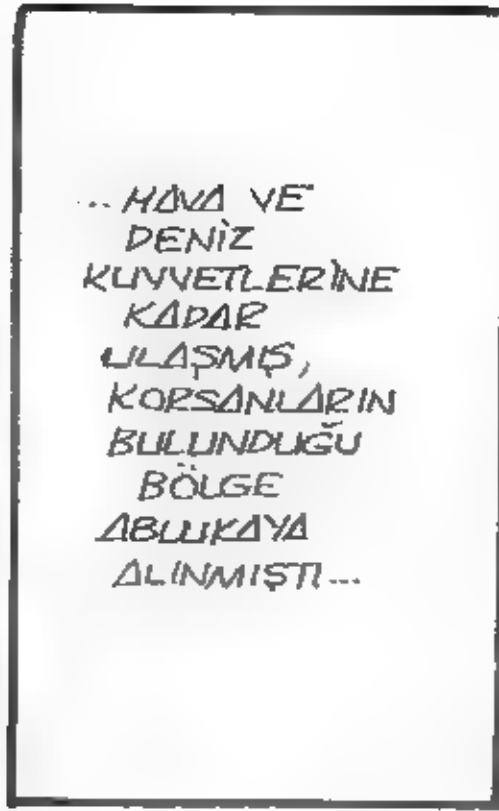 ... HAVA VE
DENİZ
KUVVETLERİNE
KADAR
ULAŞMIŞ,
KORSANLARIN
BULUNDUĞU
BÖLGE
ABLUKAYA
ALINMIŞTI...